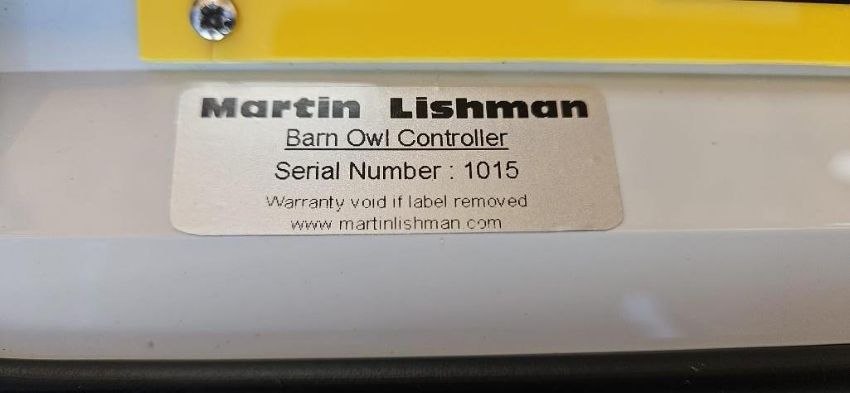 Martin Lishman
Barn Owl Controller
Serial Number : 1015
Warranty void if label removed
www.martinlishman.com